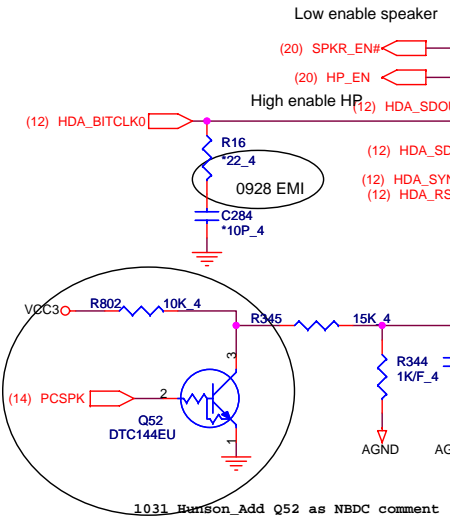 Low enable speaker
(20) SPKR_EN#
(20) HP_EN
High enable HP
(12) HDA_SDOU
(12) HDA_BITCLK0
R16
*22_4
(12) HDA_SD
0928 EMI
(12) HDA_SYN
(12) HDA_RS
C284
*10P_4
VCC3
R802
10K_4
R345
15K_4
3
R344
1K/F_4
(14) PCSPK
2
Q52
DTC144EU
1
AGND
AG
1031 Hunson_Add Q52 as NBDC comment